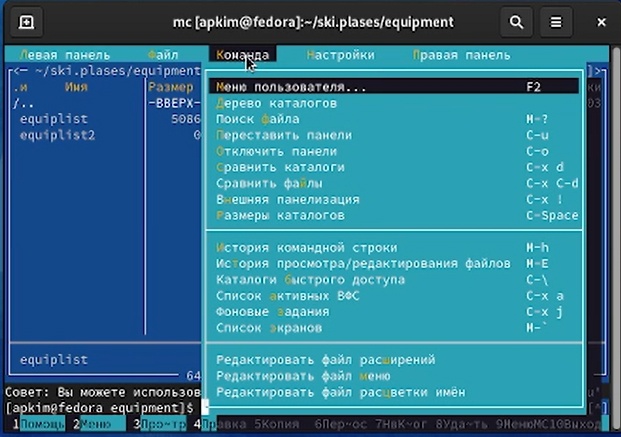 mc [apkim@fedora]:~/ski.plases/equipment
Левая панель Файл Команда Настройки Правая панель
<— ~/ski.plases/equipment
.и Имя Размер
/.. -ВВЕРХ-
equiplist 5086
equiplist2 0
Меню пользователя... F2
Дерево каталогов
Поиск файла M-?
Переставить панели C-u
Отключить панели C-o
Сравнить каталоги C-x d
Сравнить файлы C-x C-d
Внешняя панелизация C-x !
Размеры каталогов C-Space
История командной строки M-h
История просмотра/редактирования файлов M-E
Каталоги быстрого доступа C-\
Список активных ВФС C-x a
Фоновые задания C-x j
Список экранов M-`
Редактировать файл расширений
Редактировать файл меню
Редактировать файл расцветки имён
equiplist
64
Совет: Вы можете использов
[apkim@fedora equipment]$
1Помощь 2Меню 3Про~тр 4Правка 5Копия 6Пер~ос 7НвК~ог 8Уда~ть 9МенюMC 10Выход